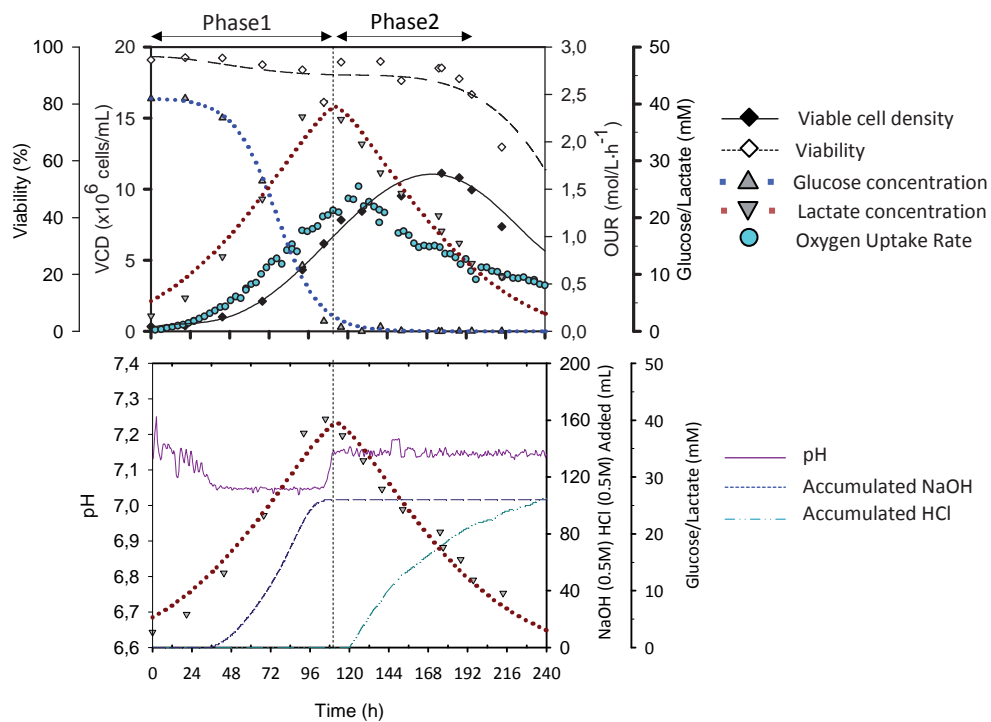 Phase1
Phase2
100
80
60
40
20
0
Viability (%)
20
15
10
5
0
VCD (x10^6 cells/mL)
3,0
2,5
2,0
1,5
1,0
0,5
0,0
OUR (mol/L·h^-1)
50
40
30
20
10
0
Glucose/Lactate (mM)
Viable cell density
Viability
Glucose concentration
Lactate concentration
Oxygen Uptake Rate
7,4
7,3
7,2
7,1
7,0
6,9
6,8
6,7
6,6
pH
200
160
120
80
40
0
NaOH (0.5M) HCl (0.5M) Added (mL)
50
40
30
20
10
0
Glucose/Lactate (mM)
pH
Accumulated NaOH
Accumulated HCl
0 24 48 72 96 120 144 168 192 216 240
Time (h)